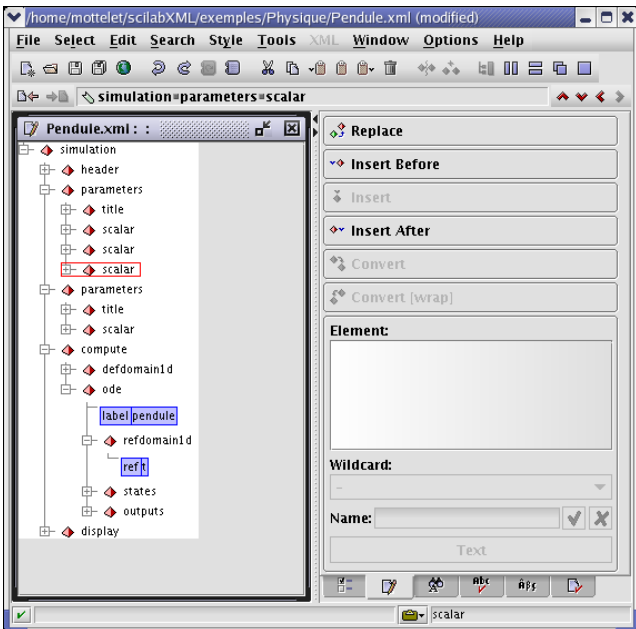 /home/mottelet/scilabXML/exemples/Physique/Pendule.xml (modified)
File Select Edit Search Style Tools XML Window Options Help
simulation=parameters=scalar
Pendule.xml : :
simulation
header
parameters
title
scalar
scalar
scalar
parameters
title
scalar
compute
defdomain1d
ode
label pendule
refdomain1d
ref t
states
outputs
display
Replace
Insert Before
Insert
Insert After
Convert
Convert [wrap]
Element:
Wildcard:
-
Name:
Text
Abc
Âβς
scalar